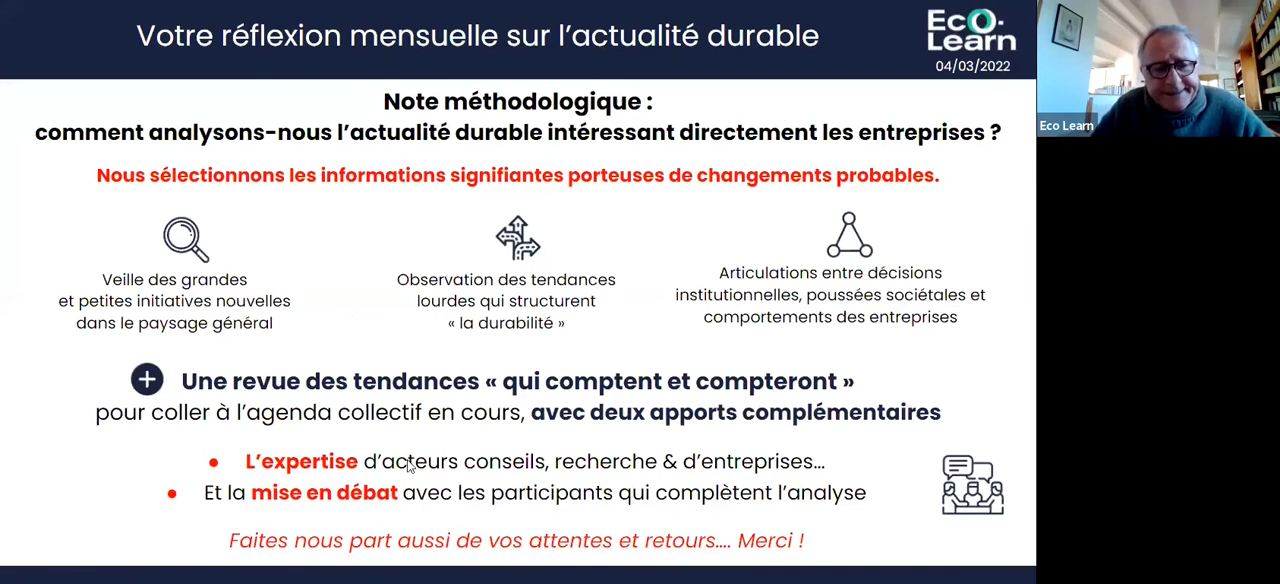 Votre réflexion mensuelle sur l'actualité durable
Eco.
Learn
04/03/2022
Eco Learn
Note méthodologique :
comment analysons-nous l'actualité durable intéressant directement les entreprises ?
Nous sélectionnons les informations signifiantes porteuses de changements probables.
Veille des grandes
et petites initiatives nouvelles
dans le paysage général
Observation des tendances
lourdes qui structurent
« la durabilité »
Articulations entre décisions
institutionnelles, poussées sociétales et
comportements des entreprises
Une revue des tendances « qui comptent et compteront »
pour coller à l'agenda collectif en cours, avec deux apports complémentaires
● L'expertise d'acteurs conseils, recherche & d'entreprises...
● Et la mise en débat avec les participants qui complètent l'analyse
Faites nous part aussi de vos attentes et retours.... Merci !